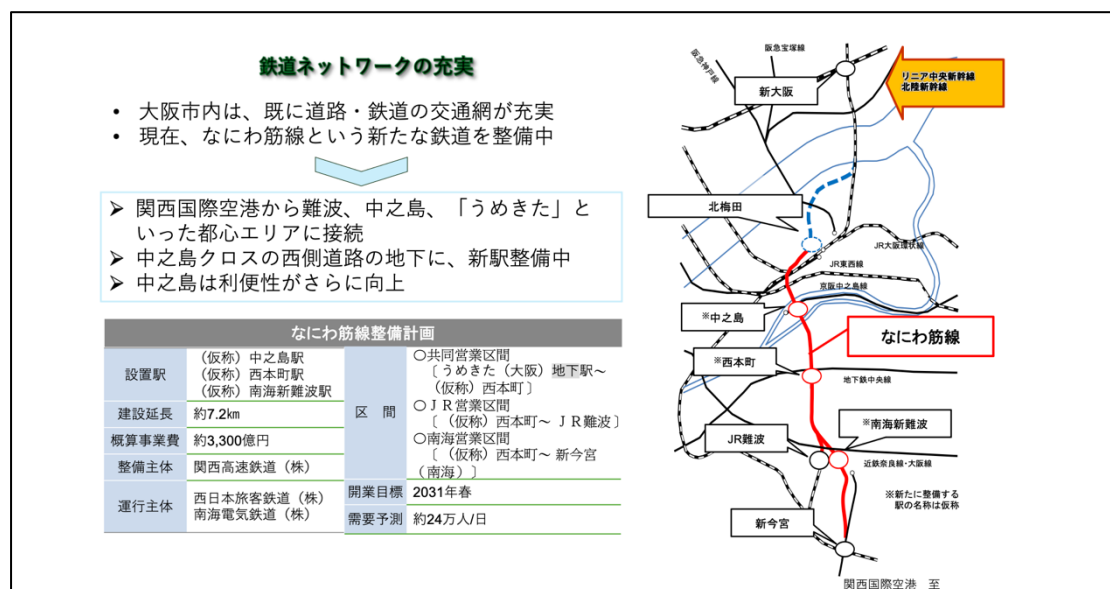 鉄道ネットワークの充実
• 大阪市内は、既に道路・鉄道の交通網が充実
• 現在、なにわ筋線という新たな鉄道を整備中
➢ 関西国際空港から難波、中之島、「うめきた」と
いった都心エリアに接続
➢ 中之島クロスの西側道路の地下に、新駅整備中
➢ 中之島は利便性がさらに向上
なにわ筋線整備計画
設置駅
（仮称）中之島駅
（仮称）西本町駅
（仮称）南海新難波駅
建設延長
約7.2㎞
概算事業費
約3,300億円
整備主体
関西高速鉄道（株）
運行主体
西日本旅客鉄道（株）
南海電気鉄道（株）
区　間
○共同営業区間
〔うめきた（大阪）地下駅～
（仮称）西本町〕
○ＪＲ営業区間
〔（仮称）西本町～ＪＲ難波〕
○南海営業区間
〔（仮称）西本町～新今宮
（南海）〕
開業目標
2031年春
需要予測
約24万人/日
阪急宝塚線
阪急神戸線
新大阪
リニア中央新幹線
北陸新幹線
北梅田
JR大阪環状線
JR東西線
京阪中之島線
※中之島
なにわ筋線
※西本町
地下鉄中央線
※南海新難波
JR難波
近鉄奈良線・大阪線
※新たに整備する
駅の名称は仮称
新今宮
関西国際空港　至